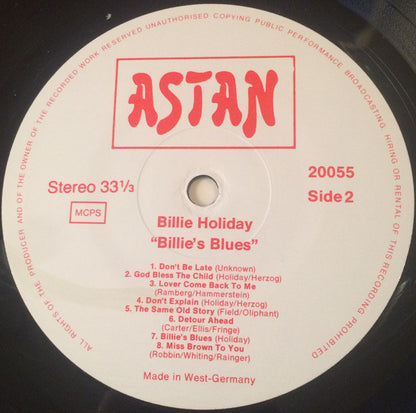 ALL RIGHTS OF THE PRODUCER AND OF THE OWNER OF THE RECORDED WORK RESERVED UNAUTHORISED COPYING PUBLIC PERFORMANCE BROADCASTING, HIRING OR RENTAL OF THIS RECORDING PROHIBITED
ASTAN
Stereo 33 1/3
MCPS
20055
Side 2
Billie Holiday
"Billie's Blues"
1. Don't Be Late (Unknown)
2. God Bless The Child (Holiday/Herzog)
3. Lover Come Back To Me
(Ramberg/Hammerstein)
4. Don't Explain (Holiday/Herzog)
5. The Same Old Story (Field/Oliphant)
6. Detour Ahead
(Carter/Ellis/Fringe)
7. Billie's Blues (Holiday)
8. Miss Brown To You
(Robbin/Whiting/Rainger)
Made in West-Germany